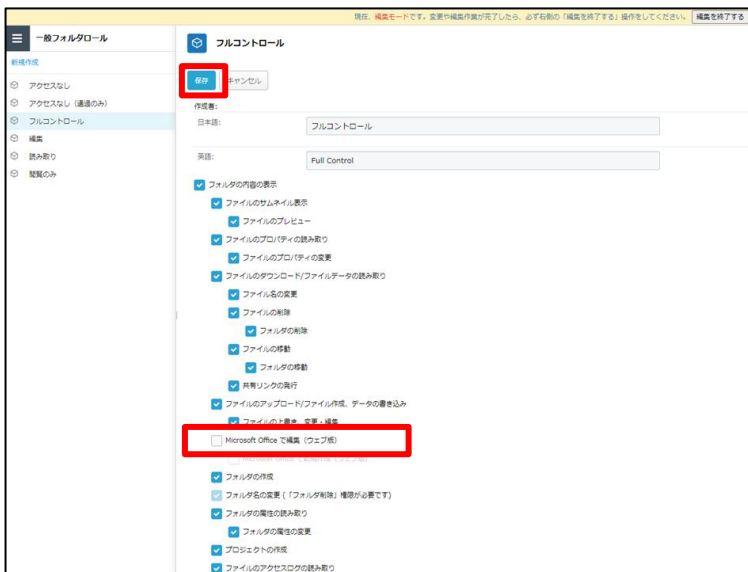 現在、編集モードです。変更や編集作業が完了したら、必ず右側の「編集を終了する」操作をしてください。 編集を終了する
一般フォルダロール
新規作成
アクセスなし
アクセスなし（通過のみ）
フルコントロール
編集
読み取り
閲覧のみ
フルコントロール
保存 キャンセル
作成者:
日本語: フルコントロール
英語: Full Control
フォルダの内容の表示
ファイルのサムネイル表示
ファイルのプレビュー
ファイルのプロパティの読み取り
ファイルのプロパティの変更
ファイルのダウンロード/ファイルデータの読み取り
ファイル名の変更
ファイルの削除
フォルダの削除
ファイルの移動
フォルダの移動
共有リンクの発行
ファイルのアップロード/ファイル作成、データの書き込み
ファイルの上書き、変更・編集
Microsoft Office で編集（ウェブ版）
フォルダの作成
フォルダ名の変更 (「フォルダ削除」権限が必要です)
フォルダの属性の読み取り
フォルダの属性の変更
プロジェクトの作成
ファイルのアクセスログの読み取り